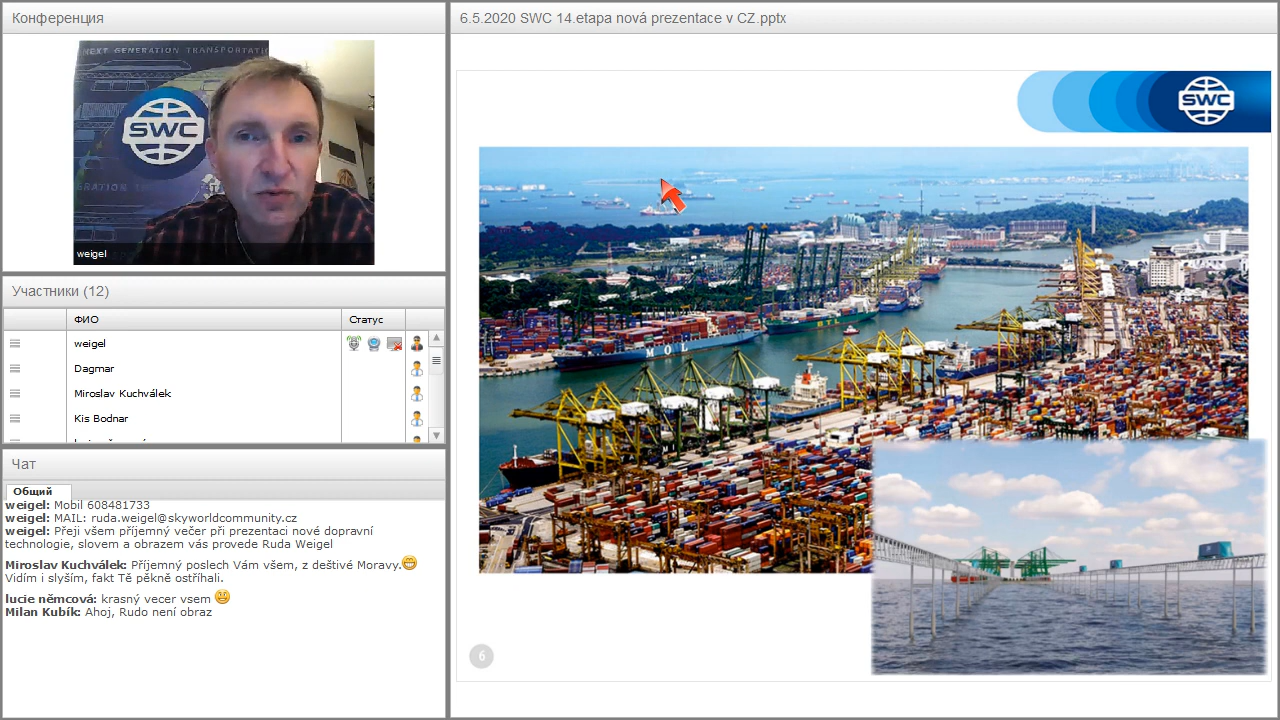 Конференция
NEXT GENERATION TRANSPORTATI
SWC
weigel
Участники (12)
ФИО
Статус
weigel
Dagmar
Miroslav Kuchválek
Kis Bodnar
Чат
Общий
weigel: Mobil 608481733
weigel: MAIL: ruda.weigel@skyworldcommunity.cz
weigel: Přeji všem příjemný večer při prezentaci nové dopravní
technologie, slovem a obrazem vás provede Ruda Weigel
Miroslav Kuchválek: Příjemný poslech Vám všem, z deštivé Moravy.
Vidím i slyším, fakt Tě pěkně ostříhali.
lucie němcová: krasný vecer vsem
Milan Kubík: Ahoj, Rudo není obraz
6.5.2020 SWC 14.etapa nová prezentace v CZ.pptx
SWC
MOL
6